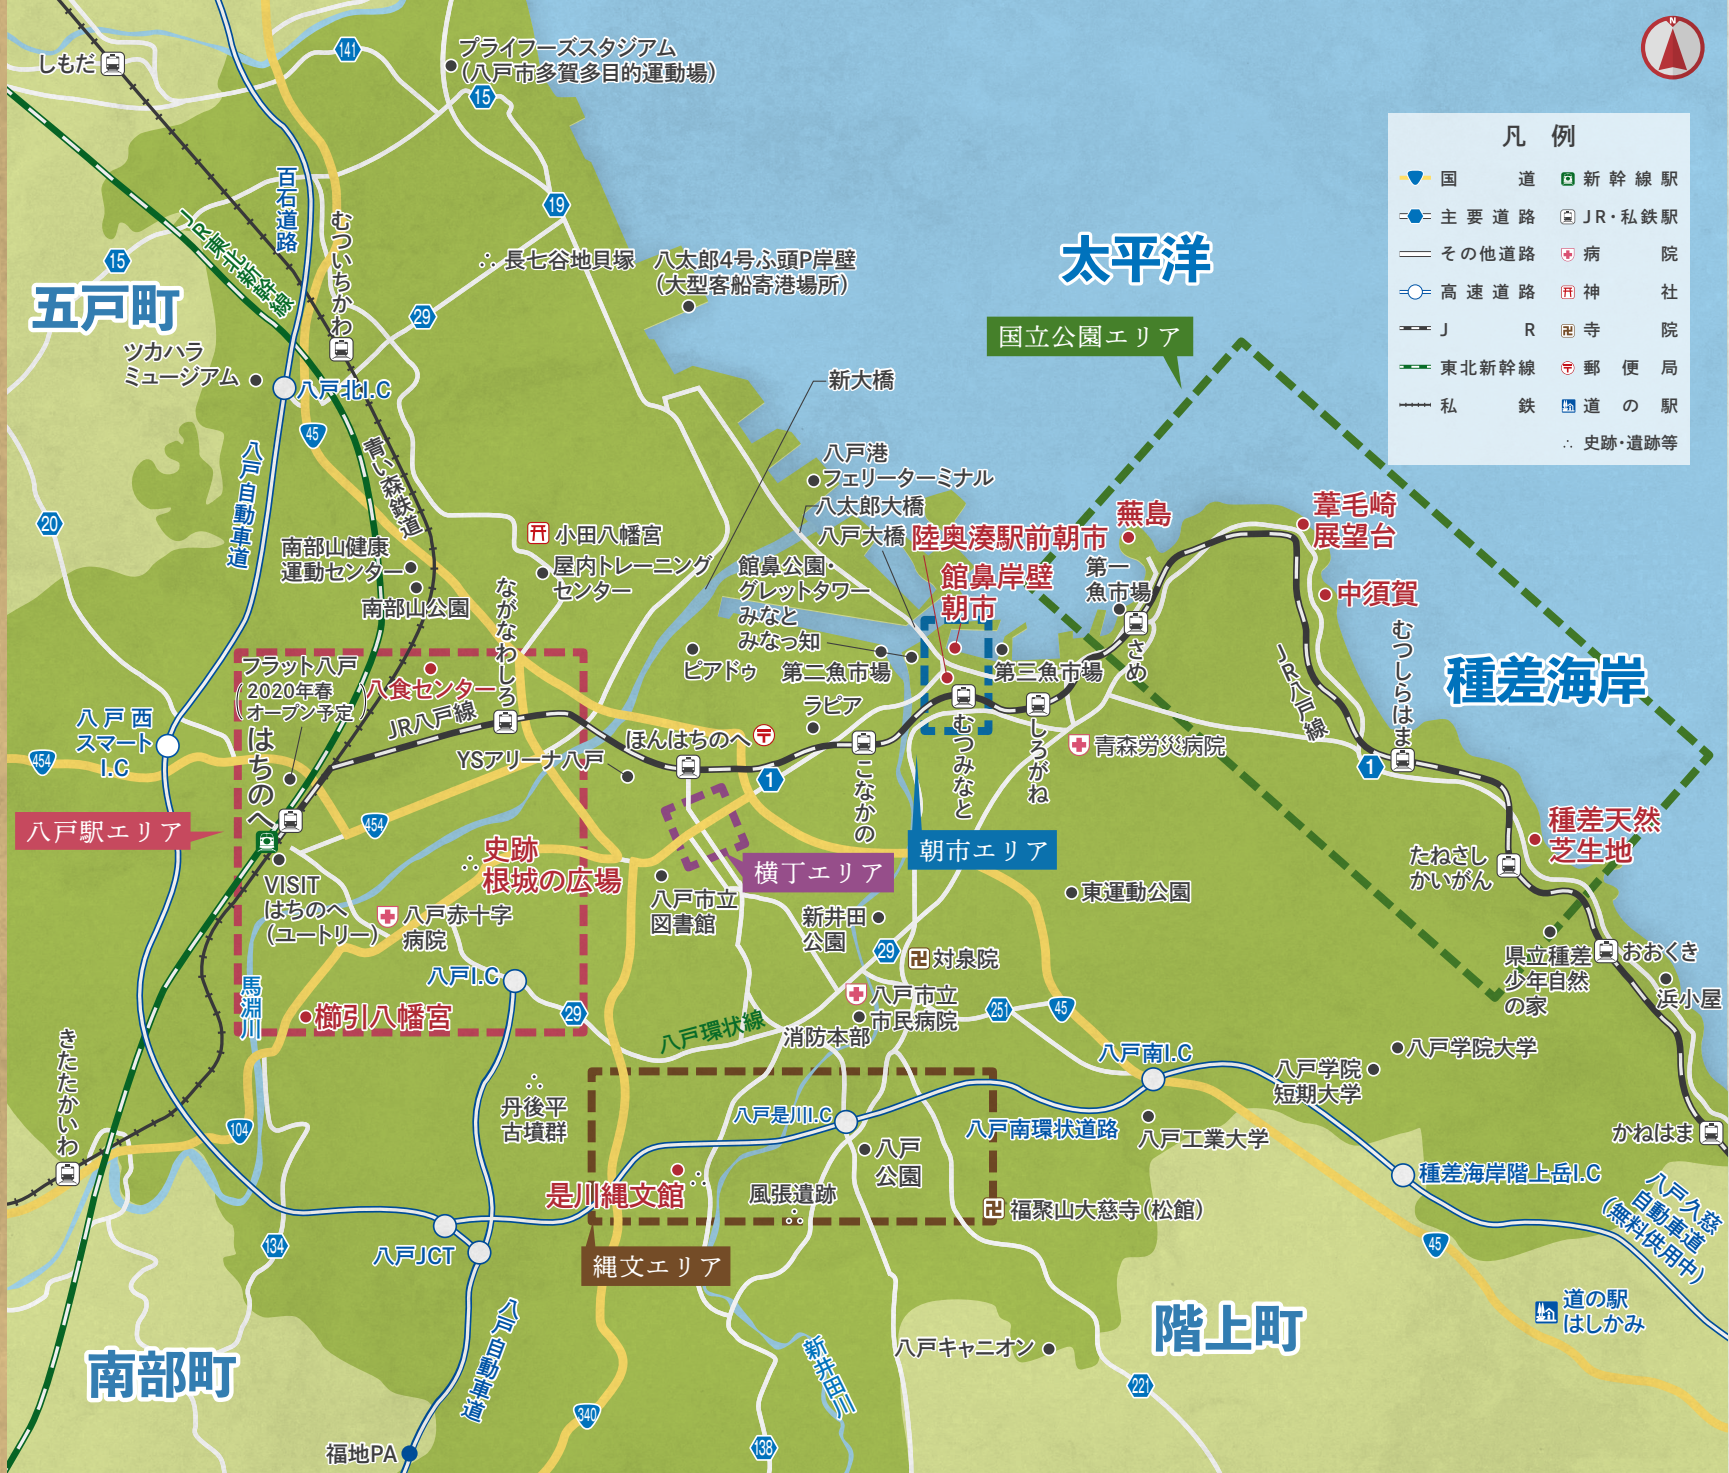 しもだ
141
プライフーズスタジアム
(八戸市多賀多目的運動場)
15
N
凡 例
国 道
新幹線駅
主要道路
JR・私鉄駅
その他道路
病 院
高速道路
神 社
J R
寺 院
東北新幹線
郵便局
私 鉄
道の駅
史跡・遺跡等
百石道路
19
JR東北新幹線
むついちかわ
15
五戸町
長七谷地貝塚
八太郎4号ふ頭P岸壁
(大型客船寄港場所)
太平洋
29
国立公園エリア
ツカハラ
ミュージアム
八戸北I.C
新大橋
45
青い森鉄道
八戸自動車道
20
八戸港
フェリーターミナル
八太郎大橋
八戸大橋
陸奥湊駅前朝市
蕪島
葦毛崎
展望台
小田八幡宮
南部山健康
運動センター
南部山公園
屋内トレーニング
センター
ながなわしろ
館鼻公園・
グレットタワー
みなと
みなっ知
館鼻岸壁
朝市
第一
魚市場
中須賀
むつしらはま
種差海岸
フラット八戸
(2020年春
オープン予定)
八食センター
ピアドゥ
第二魚市場
第三魚市場
さめ
JR八戸線
ラピア
八戸西
スマート
I.C
454
JR八戸線
はちのへ
YSアリーナ八戸
ほんはちのへ
1
こなかの
むつみなと
しろがね
青森労災病院
1
八戸駅エリア
454
史跡
根城の広場
横丁エリア
朝市エリア
種差天然
芝生地
たねさし
かいがん
VISIT
はちのへ
(ユートリー)
八戸赤十字
病院
八戸市立
図書館
新井田
公園
東運動公園
29
対泉院
県立種差
少年自然
の家
おおくき
浜小屋
馬淵川
八戸I.C
櫛引八幡宮
29
八戸環状線
八戸市立
市民病院
消防本部
251
45
八戸南I.C
八戸学院大学
八戸学院
短期大学
きたたかいわ
丹後平
古墳群
104
八戸是川I.C
八戸南環状道路
八戸工業大学
かねはま
八戸
公園
是川縄文館
風張遺跡
福聚山大慈寺(松館)
種差海岸階上岳I.C
八戸久慈
自動車道
(無料供用中)
134
八戸JCT
縄文エリア
45
道の駅
はしかみ
八戸自動車道
新井田川
八戸キャニオン
階上町
南部町
221
340
138
福地PA